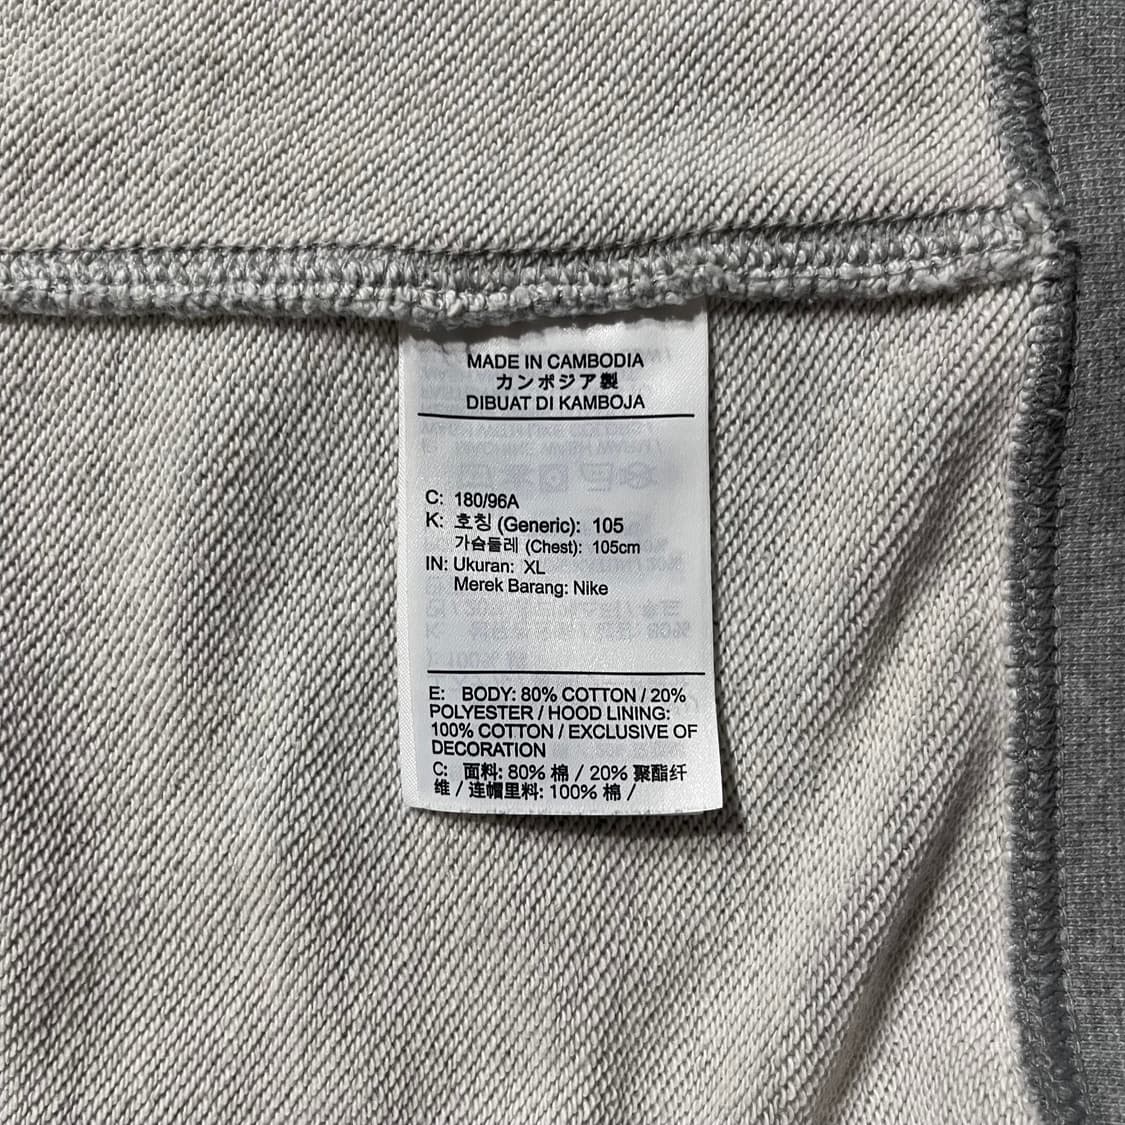 MADE IN CAMBODIA
カンボジア製
DIBUAT DI KAMBOJA
C: 180/96A
K: 호칭 (Generic): 105
가슴둘레 (Chest): 105cm
IN: Ukuran: XL
Merek Barang: Nike
E: BODY: 80% COTTON / 20%
POLYESTER / HOOD LINING:
100% COTTON / EXCLUSIVE OF
DECORATION
C: 面料: 80% 棉 / 20% 聚酯纤
维 / 连帽里料: 100% 棉 /